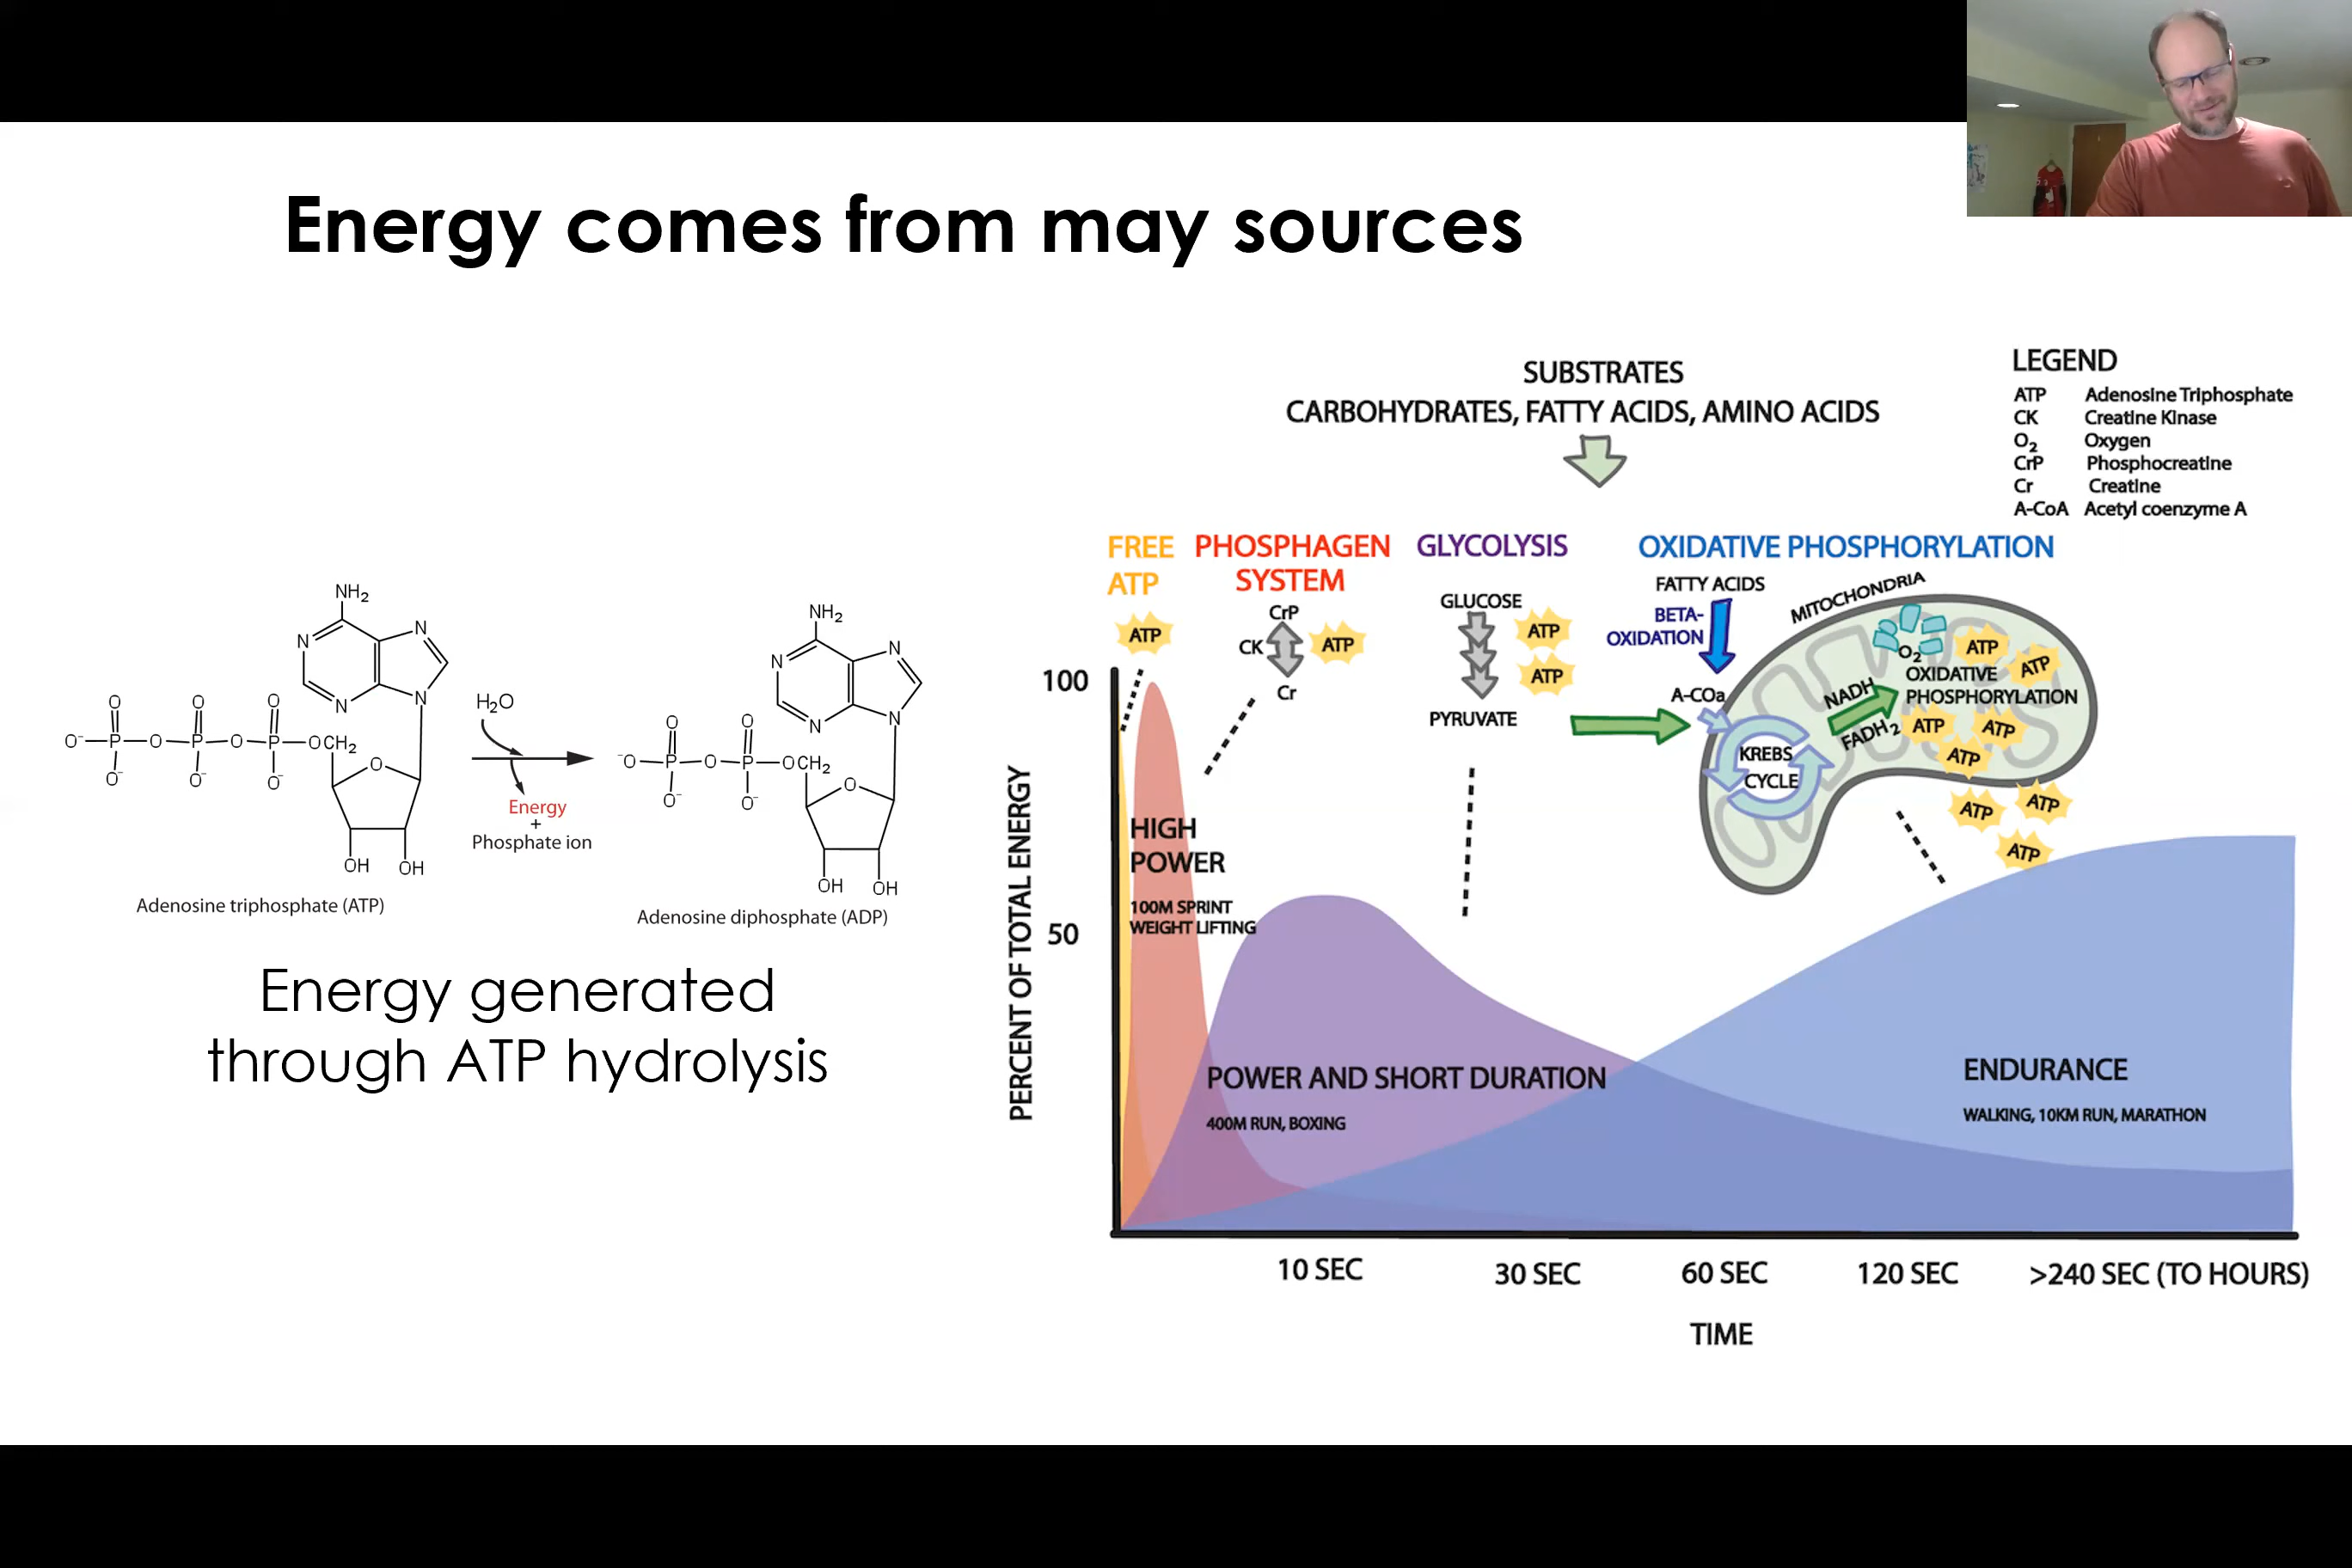 Energy comes from may sources
NH₂
N
N
N
N
O O O
O⁻ P O P O P OCH₂
O⁻ O⁻ O⁻
O
OH OH
Adenosine triphosphate (ATP)
H₂O
Energy
+
Phosphate ion
NH₂
N
N
N
N
O O
⁻O P O P OCH₂
O⁻ O⁻
O
OH OH
Adenosine diphosphate (ADP)
Energy generated
through ATP hydrolysis
SUBSTRATES
CARBOHYDRATES, FATTY ACIDS, AMINO ACIDS
LEGEND
ATP Adenosine Triphosphate
CK Creatine Kinase
O₂ Oxygen
CrP Phosphocreatine
Cr Creatine
A-CoA Acetyl coenzyme A
FREE
ATP
ATP
PHOSPHAGEN
SYSTEM
CrP
CK ATP
Cr
GLYCOLYSIS
GLUCOSE
ATP
ATP
PYRUVATE
OXIDATIVE PHOSPHORYLATION
FATTY ACIDS
BETA-
OXIDATION
A-COa
MITOCHONDRIA
KREBS
CYCLE
NADH
FADH₂
O₂
OXIDATIVE
PHOSPHORYLATION
ATP
ATP
ATP
ATP
ATP
ATP
ATP
ATP
PERCENT OF TOTAL ENERGY
100
50
HIGH
POWER
100M SPRINT
WEIGHT LIFTING
POWER AND SHORT DURATION
400M RUN, BOXING
ENDURANCE
WALKING, 10KM RUN, MARATHON
10 SEC 30 SEC 60 SEC 120 SEC >240 SEC (TO HOURS)
TIME